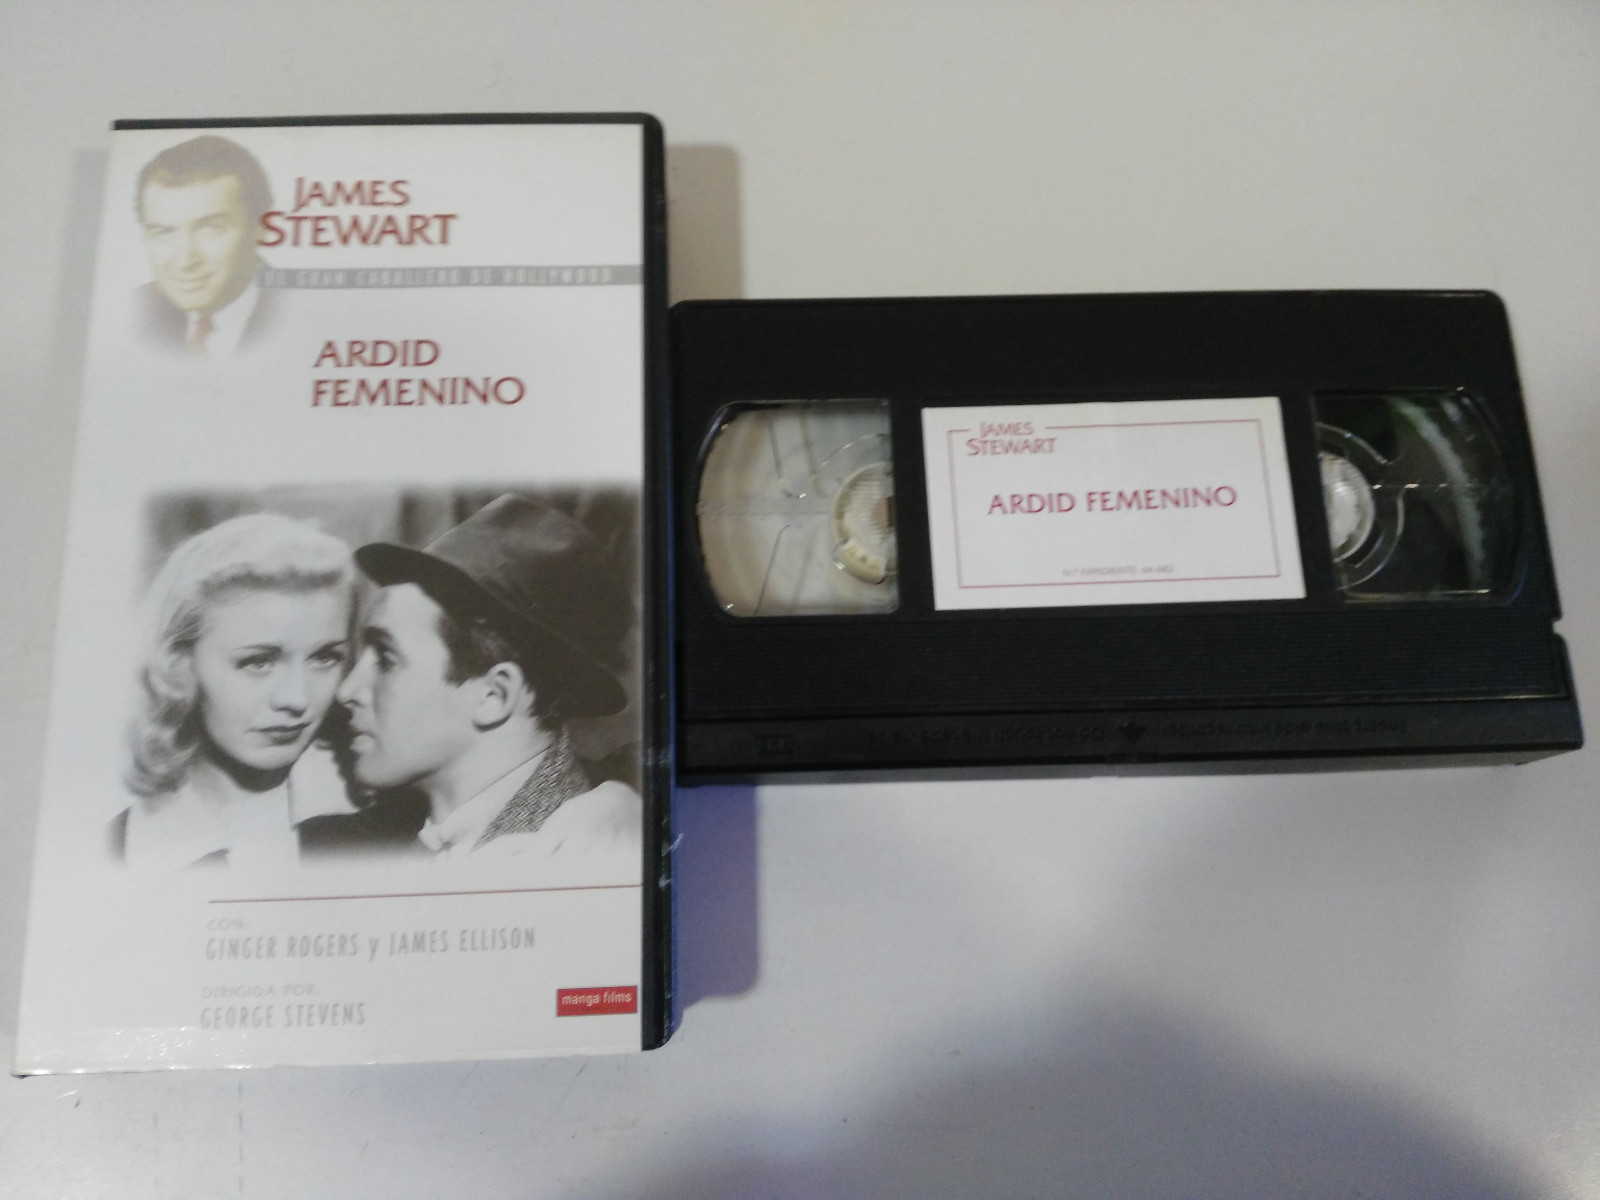 JAMES
STEWART
EL GRAN CABALLERO DE HOLLYWOOD
ARDID
FEMENINO
CON:
GINGER ROGERS y JAMES ELLISON
DIRIGIDA POR:
GEORGE STEVENS
manga films
JAMES
STEWART
ARDID FEMENINO
N.º EXPEDIENTE: